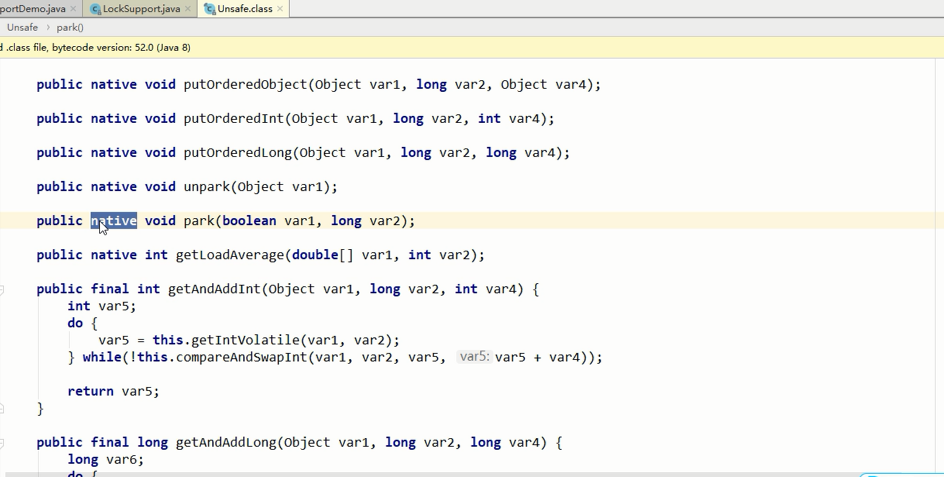 portDemo.java × LockSupport.java × Unsafe.class ×
Unsafe › park()
d .class file, bytecode version: 52.0 (Java 8)
public native void putOrderedObject(Object var1, long var2, Object var4);
public native void putOrderedInt(Object var1, long var2, int var4);
public native void putOrderedLong(Object var1, long var2, long var4);
public native void unpark(Object var1);
public native void park(boolean var1, long var2);
public native int getLoadAverage(double[] var1, int var2);
public final int getAndAddInt(Object var1, long var2, int var4) {
int var5;
do {
var5 = this.getIntVolatile(var1, var2);
} while(!this.compareAndSwapInt(var1, var2, var5, var5: var5 + var4));
return var5;
}
public final long getAndAddLong(Object var1, long var2, long var4) {
long var6;
do {